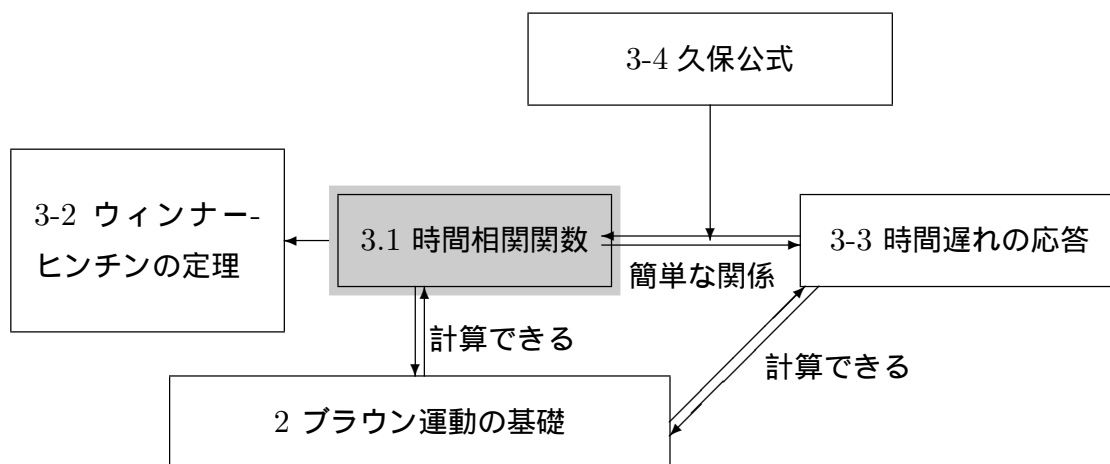 3-4 久保公式
3-2 ウィンナー-
ヒンチンの定理
3.1 時間相関関数
3-3 時間遅れの応答
簡単な関係
計算できる
計算できる
2 ブラウン運動の基礎